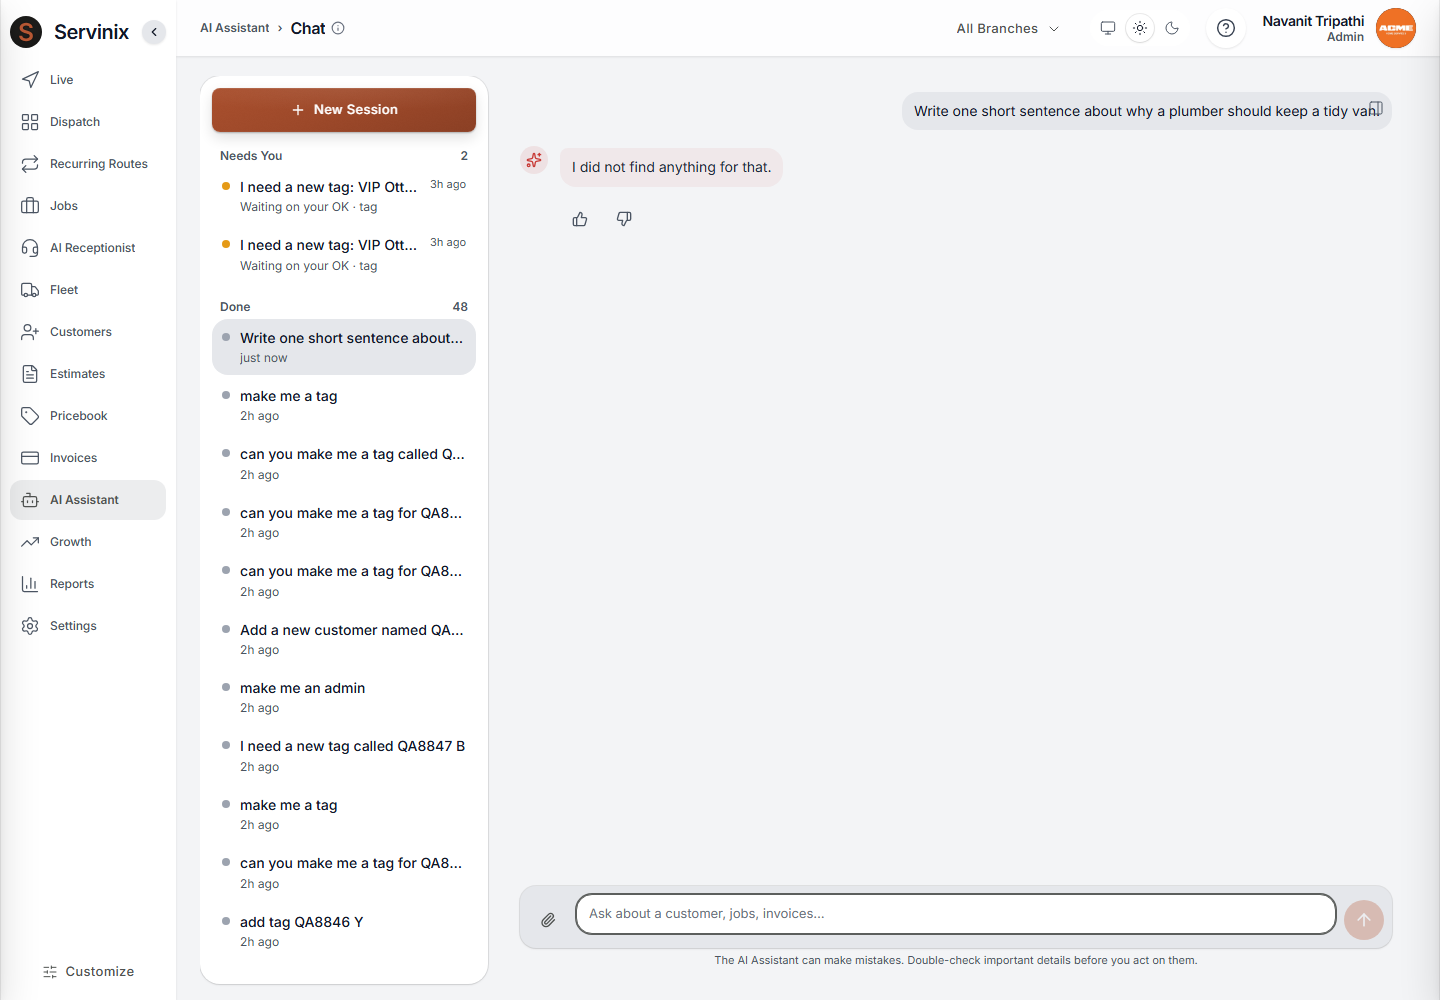 S
Servinix
Live
Dispatch
Recurring Routes
Jobs
AI Receptionist
Fleet
Customers
Estimates
Pricebook
Invoices
AI Assistant
Growth
Reports
Settings
Customize
AI Assistant › Chat
All Branches
Navanit Tripathi
Admin
ACME
New Session
Needs You 2
I need a new tag: VIP Ott... 3h ago
Waiting on your OK · tag
I need a new tag: VIP Ott... 3h ago
Waiting on your OK · tag
Done 48
Write one short sentence about...
just now
make me a tag
2h ago
can you make me a tag called Q...
2h ago
can you make me a tag for QA8...
2h ago
can you make me a tag for QA8...
2h ago
Add a new customer named QA...
2h ago
make me an admin
2h ago
I need a new tag called QA8847 B
2h ago
make me a tag
2h ago
can you make me a tag for QA8...
2h ago
add tag QA8846 Y
2h ago
Write one short sentence about why a plumber should keep a tidy van.
I did not find anything for that.
Ask about a customer, jobs, invoices...
The AI Assistant can make mistakes. Double-check important details before you act on them.